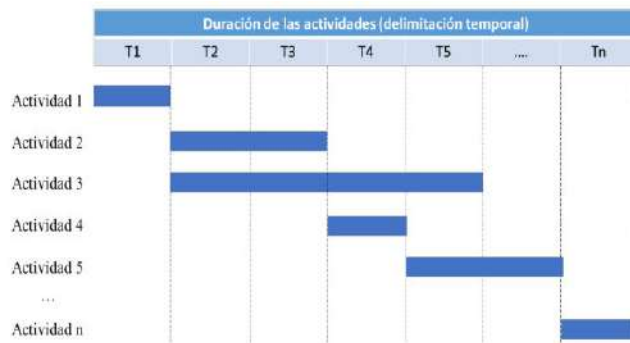 Duración de las actividades (delimitación temporal)
T1 T2 T3 T4 T5 .... Tn
Actividad 1
Actividad 2
Actividad 3
Actividad 4
Actividad 5
...
Actividad n